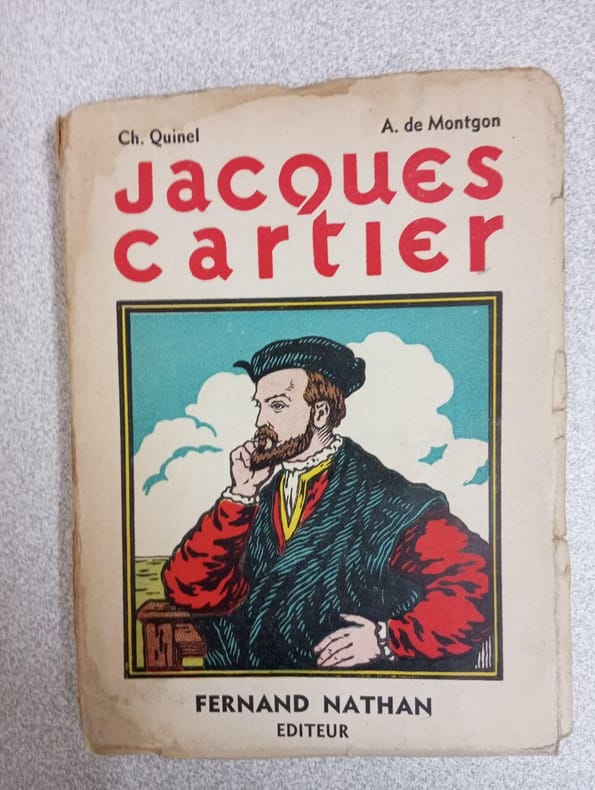 Ch. Quinel
A. de Montgon
Jacques
cartier
FERNAND NATHAN
EDITEUR